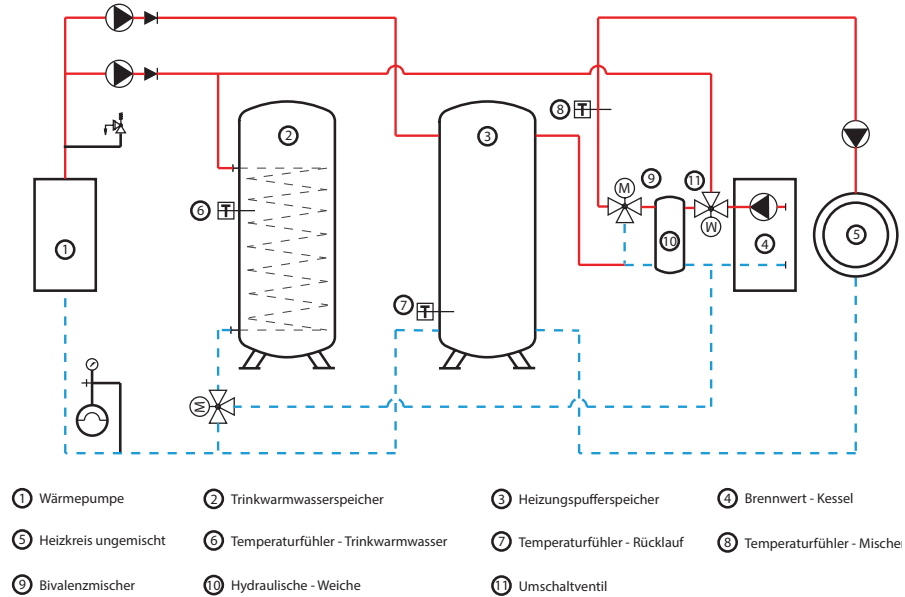 2
3
8
M
9
11
6
10
M
1
4
5
7
M
1 Wärmepumpe
2 Trinkwarmwasserspeicher
3 Heizungspufferspeicher
4 Brennwert - Kessel
5 Heizkreis ungemischt
6 Temperaturfühler - Trinkwarmwasser
7 Temperaturfühler - Rücklauf
8 Temperaturfühler - Mischer
9 Bivalenzmischer
10 Hydraulische - Weiche
11 Umschaltventil